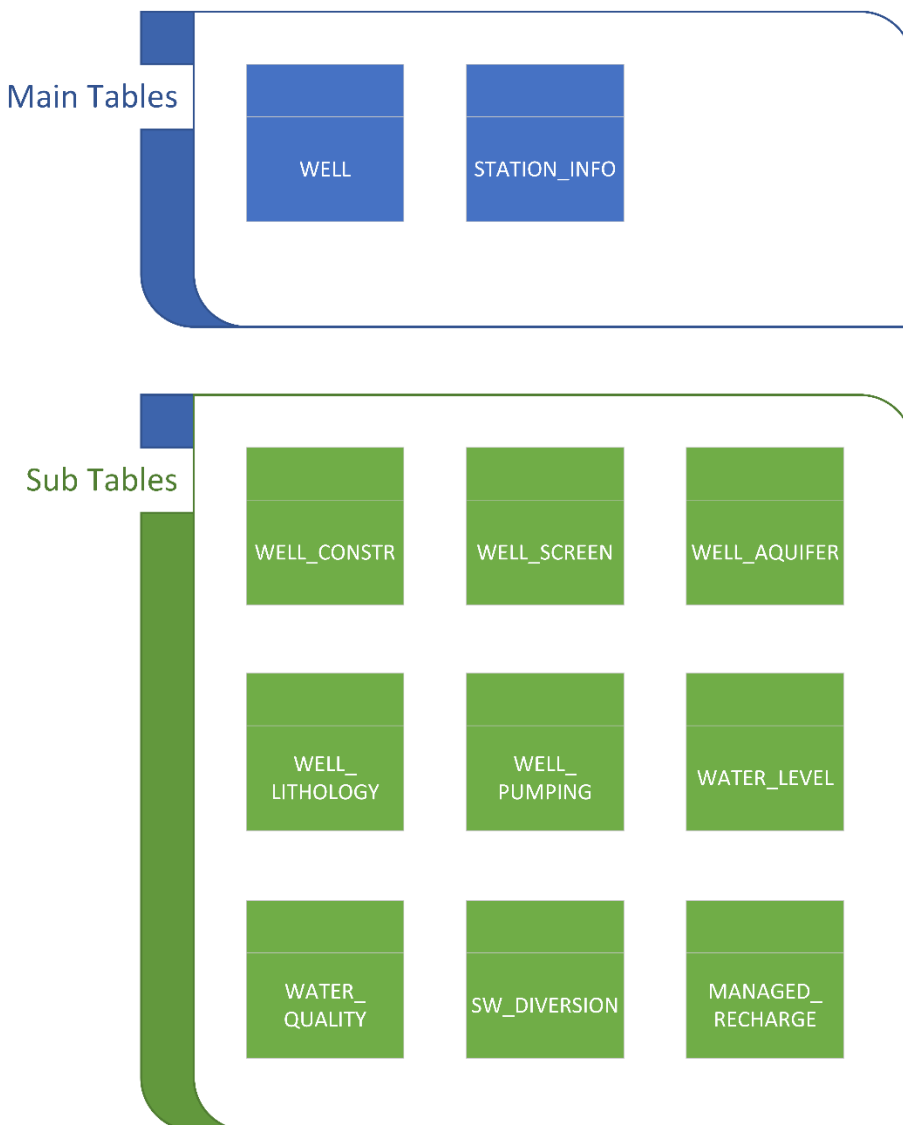 Main Tables
WELL
STATION_INFO
Sub Tables
WELL_CONSTR
WELL_SCREEN
WELL_AQUIFER
WELL_
LITHOLOGY
WELL_
PUMPING
WATER_LEVEL
WATER_
QUALITY
SW_DIVERSION
MANAGED_
RECHARGE